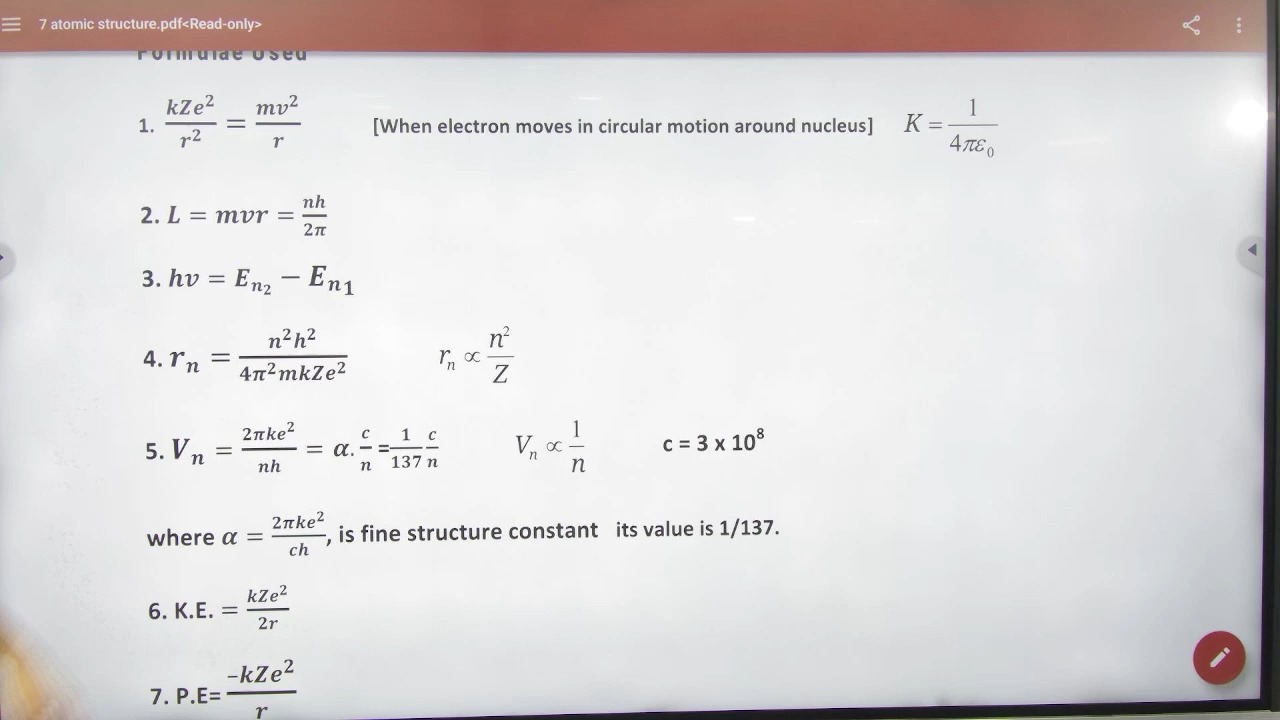 7 atomic structure.pdf<Read-only>
Formulae Used
1. kZe²/r² = mv²/r [When electron moves in circular motion around nucleus] K = 1/4πε₀
2. L = mvr = nh/2π
3. hν = Eₙ₂ − Eₙ₁
4. rₙ = n²h²/4π²mkZe² rₙ ∝ n²/Z
5. Vₙ = 2πke²/nh = α. c/n = 1/137 c/n Vₙ ∝ 1/n c = 3 x 10⁸
where α = 2πke²/ch, is fine structure constant its value is 1/137.
6. K.E. = kZe²/2r
7. P.E= -kZe²/r